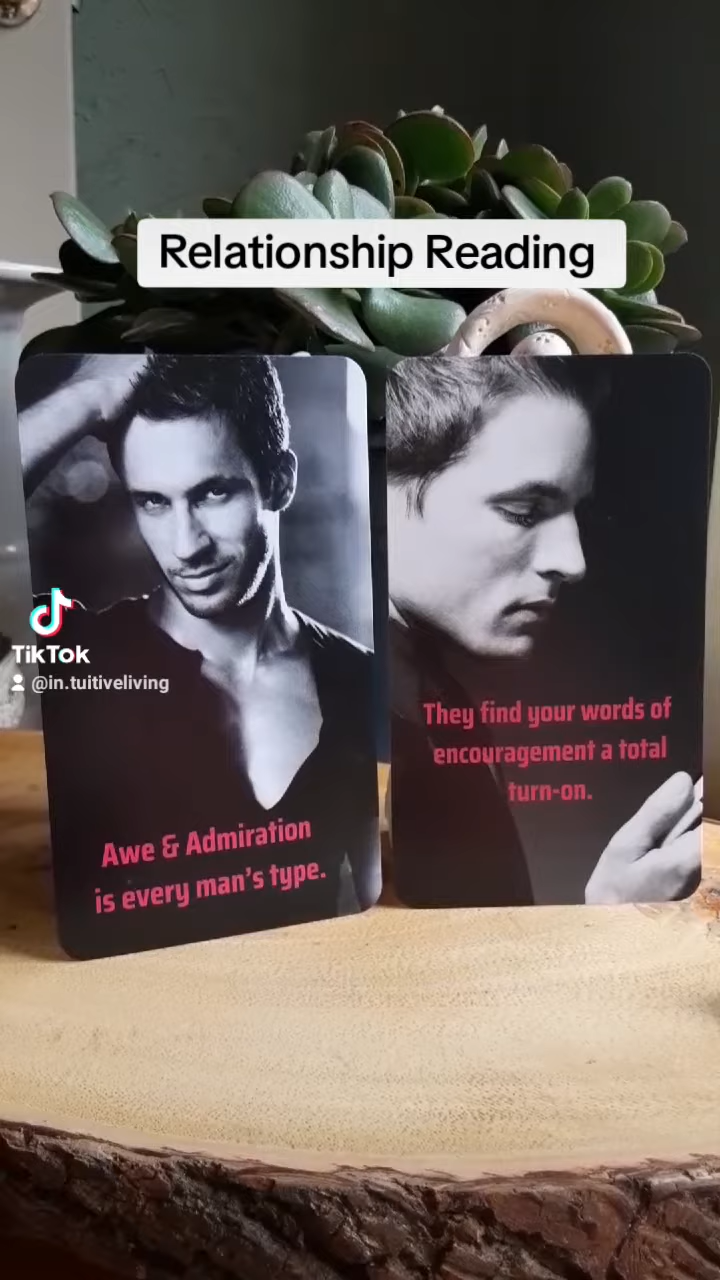 Relationship Reading
TikTok
@in.tuitiveliving
They find your words of
encouragement a total
turn-on.
Awe & Admiration
is every man's type.